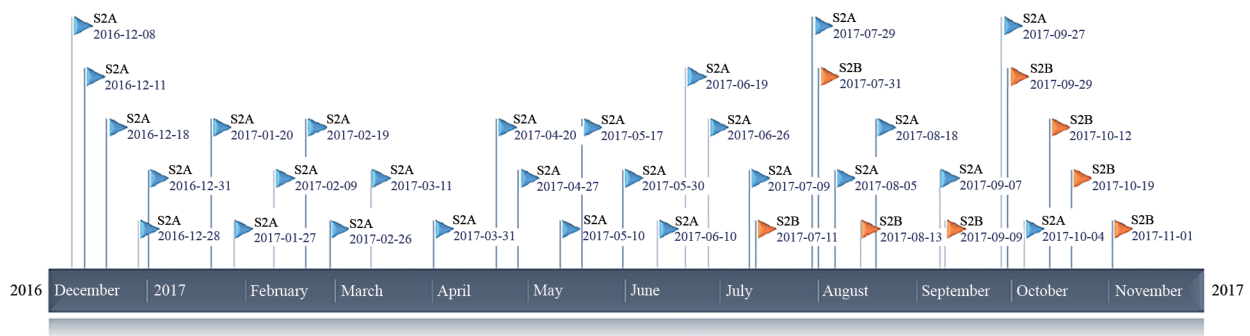 S2A
2016-12-08
S2A
2017-07-29
S2A
2017-09-27
S2A
2016-12-11
S2A
2017-06-19
S2B
2017-07-31
S2B
2017-09-29
S2A
2016-12-18
S2A
2017-01-20
S2A
2017-02-19
S2A
2017-04-20
S2A
2017-05-17
S2A
2017-06-26
S2A
2017-08-18
S2B
2017-10-12
S2A
2016-12-31
S2A
2017-02-09
S2A
2017-03-11
S2A
2017-04-27
S2A
2017-05-30
S2A
2017-07-09
S2A
2017-08-05
S2A
2017-09-07
S2B
2017-10-19
S2A
2016-12-28
S2A
2017-01-27
S2A
2017-02-26
S2A
2017-03-31
S2A
2017-05-10
S2A
2017-06-10
S2B
2017-07-11
S2B
2017-08-13
S2B
2017-09-09
S2A
2017-10-04
S2B
2017-11-01
2016 December 2017 February March April May June July August September October November 2017